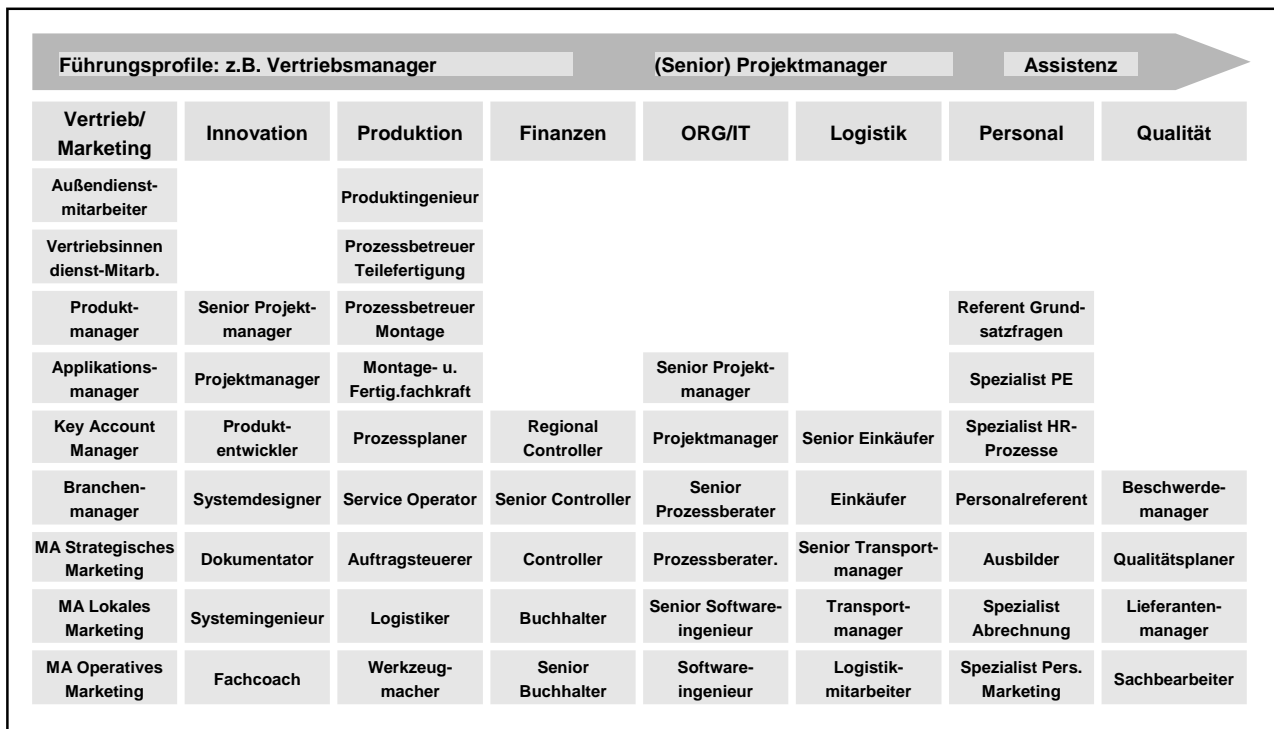 Führungsprofile: z.B. Vertriebsmanager (Senior) Projektmanager Assistenz
Vertrieb/
Marketing
Innovation
Produktion
Finanzen
ORG/IT
Logistik
Personal
Qualität
Außendienst-
mitarbeiter
Produktingenieur
Vertriebsinnen
dienst-Mitarb.
Prozessbetreuer
Teilefertigung
Produkt-
manager
Senior Projekt-
manager
Prozessbetreuer
Montage
Referent Grund-
satzfragen
Applikations-
manager
Projektmanager
Montage- u.
Fertig.fachkraft
Senior Projekt-
manager
Spezialist PE
Key Account
Manager
Produkt-
entwickler
Prozessplaner
Regional
Controller
Projektmanager
Senior Einkäufer
Spezialist HR-
Prozesse
Branchen-
manager
Systemdesigner
Service Operator
Senior Controller
Senior
Prozessberater
Einkäufer
Personalreferent
Beschwerde-
manager
MA Strategisches
Marketing
Dokumentator
Auftragsteuerer
Controller
Prozessberater.
Senior Transport-
manager
Ausbilder
Qualitätsplaner
MA Lokales
Marketing
Systemingenieur
Logistiker
Buchhalter
Senior Software-
ingenieur
Transport-
manager
Spezialist
Abrechnung
Lieferanten-
manager
MA Operatives
Marketing
Fachcoach
Werkzeug-
macher
Senior
Buchhalter
Software-
ingenieur
Logistik-
mitarbeiter
Spezialist Pers.
Marketing
Sachbearbeiter